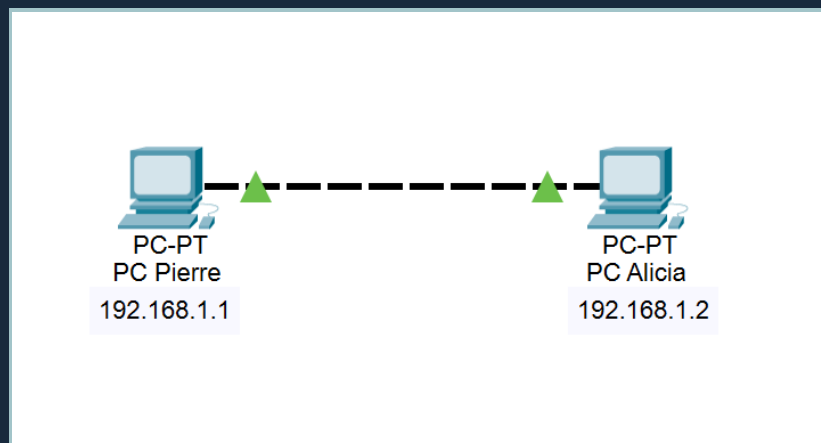 PC-PT
PC Pierre
192.168.1.1
PC-PT
PC Alicia
192.168.1.2